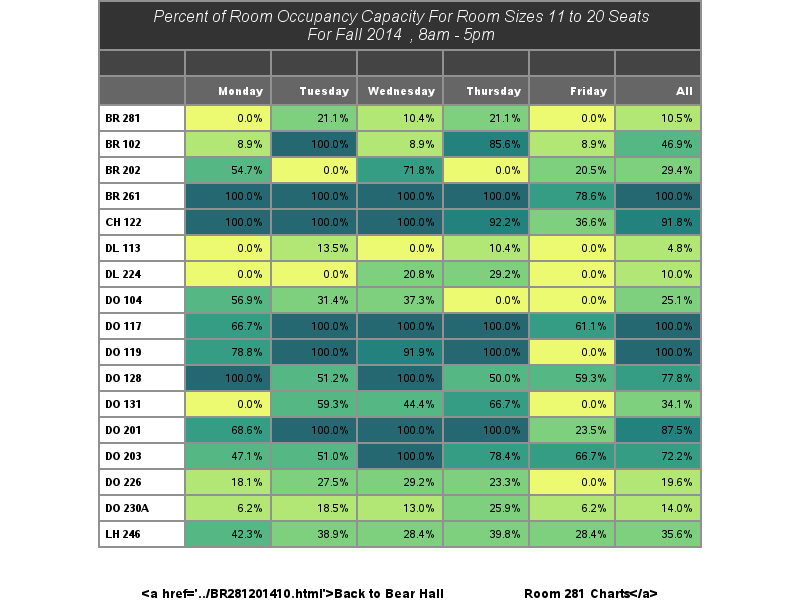 Percent of Room Occupancy Capacity For Room Sizes 11 to 20 Seats
For Fall 2014 , 8am - 5pm
Monday Tuesday Wednesday Thursday Friday All
BR 281 0.0% 21.1% 10.4% 21.1% 0.0% 10.5%
BR 102 8.9% 100.0% 8.9% 85.6% 8.9% 46.9%
BR 202 54.7% 0.0% 71.8% 0.0% 20.5% 29.4%
BR 261 100.0% 100.0% 100.0% 100.0% 78.6% 100.0%
CH 122 100.0% 100.0% 100.0% 92.2% 36.6% 91.8%
DL 113 0.0% 13.5% 0.0% 10.4% 0.0% 4.8%
DL 224 0.0% 0.0% 20.8% 29.2% 0.0% 10.0%
DO 104 56.9% 31.4% 37.3% 0.0% 0.0% 25.1%
DO 117 66.7% 100.0% 100.0% 100.0% 61.1% 100.0%
DO 119 78.8% 100.0% 91.9% 100.0% 0.0% 100.0%
DO 128 100.0% 51.2% 100.0% 50.0% 59.3% 77.8%
DO 131 0.0% 59.3% 44.4% 66.7% 0.0% 34.1%
DO 201 68.6% 100.0% 100.0% 100.0% 23.5% 87.5%
DO 203 47.1% 51.0% 100.0% 78.4% 66.7% 72.2%
DO 226 18.1% 27.5% 29.2% 23.3% 0.0% 19.6%
DO 230A 6.2% 18.5% 13.0% 25.9% 6.2% 14.0%
LH 246 42.3% 38.9% 28.4% 39.8% 28.4% 35.6%
<a href='../BR281201410.html'>Back to Bear Hall Room 281 Charts</a>